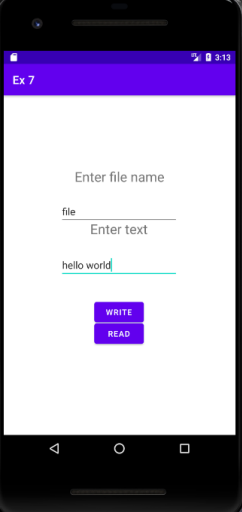 3:13
Ex 7
Enter file name
file
Enter text
hello world
WRITE
READ